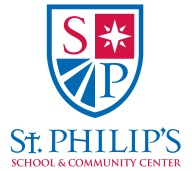 S
P
St. PHILIP'S
SCHOOL & COMMUNITY CENTER